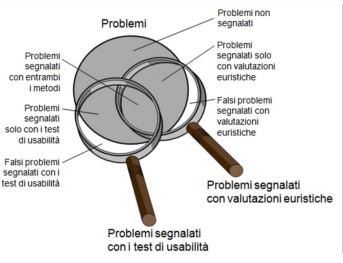 Problemi
Problemi non
segnalati
Problemi
segnalati
con entrambi
i metodi
Problemi
segnalati solo
con valutazioni
euristiche
Problemi
segnalati
solo con i test
di usabilità
Falsi problemi
segnalati con
valutazioni
euristiche
Falsi problemi
segnalati con i
test di usabilità
Problemi segnalati
con valutazioni euristiche
Problemi segnalati
con i test di usabilità